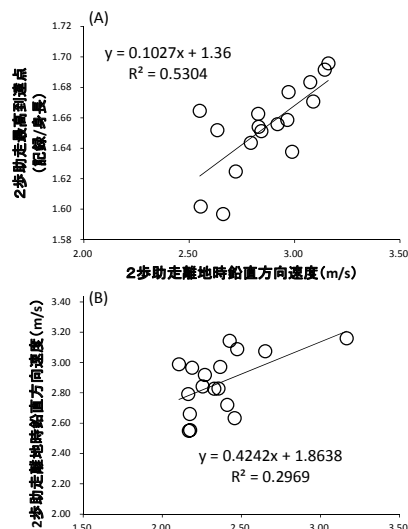 (A)
y = 0.1027x + 1.36
R² = 0.5304
2歩助走最高到達点
(記録/身長)
1.72
1.70
1.68
1.66
1.64
1.62
1.60
1.58
2.00 2.50 3.00 3.50
2歩助走離地時鉛直方向速度(m/s)
(B)
2歩助走離地時鉛直方向速度(m/s)
3.40
3.20
3.00
2.80
2.60
2.40
2.20
2.00
y = 0.4242x + 1.8638
R² = 0.2969
1.50 2.00 2.50 3.00 3.50